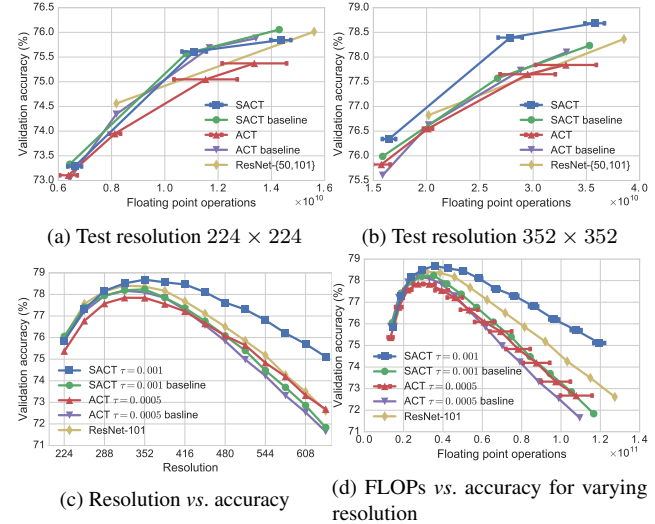 76.5
76.0
75.5
75.0
74.5
74.0
73.5
73.0
Validation accuracy (%)
SACT
SACT baseline
ACT
ACT baseline
ResNet-{50,101}
0.6 0.8 1.0 1.2 1.4 1.6
×10^10
Floating point operations
(a) Test resolution 224 × 224
79.0
78.5
78.0
77.5
77.0
76.5
76.0
75.5
Validation accuracy (%)
SACT
SACT baseline
ACT
ACT baseline
ResNet-{50,101}
1.5 2.0 2.5 3.0 3.5 4.0
×10^10
Floating point operations
(b) Test resolution 352 × 352
79
78
77
76
75
74
73
72
71
Validation accuracy (%)
SACT τ = 0.001
SACT τ = 0.001 baseline
ACT τ = 0.0005
ACT τ = 0.0005 basline
ResNet-101
224 288 352 416 480 544 608
Resolution
(c) Resolution vs. accuracy
79
78
77
76
75
74
73
72
71
Validation accuracy (%)
SACT τ = 0.001
SACT τ = 0.001 baseline
ACT τ = 0.0005
ACT τ = 0.0005 basline
ResNet-101
0.0 0.2 0.4 0.6 0.8 1.0 1.2 1.4
×10^11
Floating point operations
(d) FLOPs vs. accuracy for varying
resolution